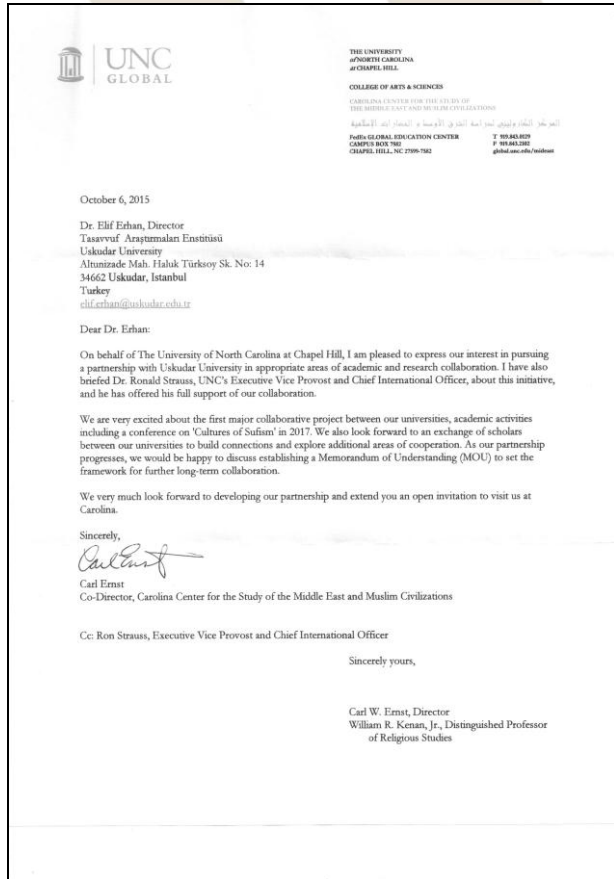 UNC
GLOBAL
THE UNIVERSITY
of NORTH CAROLINA
at CHAPEL HILL
COLLEGE OF ARTS & SCIENCES
CAROLINA CENTER FOR THE STUDY OF
THE MIDDLE EAST AND MUSLIM CIVILIZATIONS
FedEx GLOBAL EDUCATION CENTER
CAMPUS BOX 7582
CHAPEL HILL, NC 27599-7582
T 919.843.0129
F 919.843.2102
global.unc.edu/mideast
October 6, 2015
Dr. Elif Erhan, Director
Tasavvuf Araştırmaları Enstitüsü
Uskudar University
Altunizade Mah. Haluk Türksoy Sk. No: 14
34662 Uskudar, Istanbul
Turkey
elif.erhan@uskudar.edu.tr
Dear Dr. Erhan:
On behalf of The University of North Carolina at Chapel Hill, I am pleased to express our interest in pursuing
a partnership with Uskudar University in appropriate areas of academic and research collaboration. I have also
briefed Dr. Ronald Strauss, UNC's Executive Vice Provost and Chief International Officer, about this initiative,
and he has offered his full support of our collaboration.
We are very excited about the first major collaborative project between our universities, academic activities
including a conference on 'Cultures of Sufism' in 2017. We also look forward to an exchange of scholars
between our universities to build connections and explore additional areas of cooperation. As our partnership
progresses, we would be happy to discuss establishing a Memorandum of Understanding (MOU) to set the
framework for further long-term collaboration.
We very much look forward to developing our partnership and extend you an open invitation to visit us at
Carolina.
Sincerely,
Carl Ernst
Carl Ernst
Co-Director, Carolina Center for the Study of the Middle East and Muslim Civilizations
Cc: Ron Strauss, Executive Vice Provost and Chief International Officer
Sincerely yours,
Carl W. Ernst, Director
William R. Kenan, Jr., Distinguished Professor
of Religious Studies